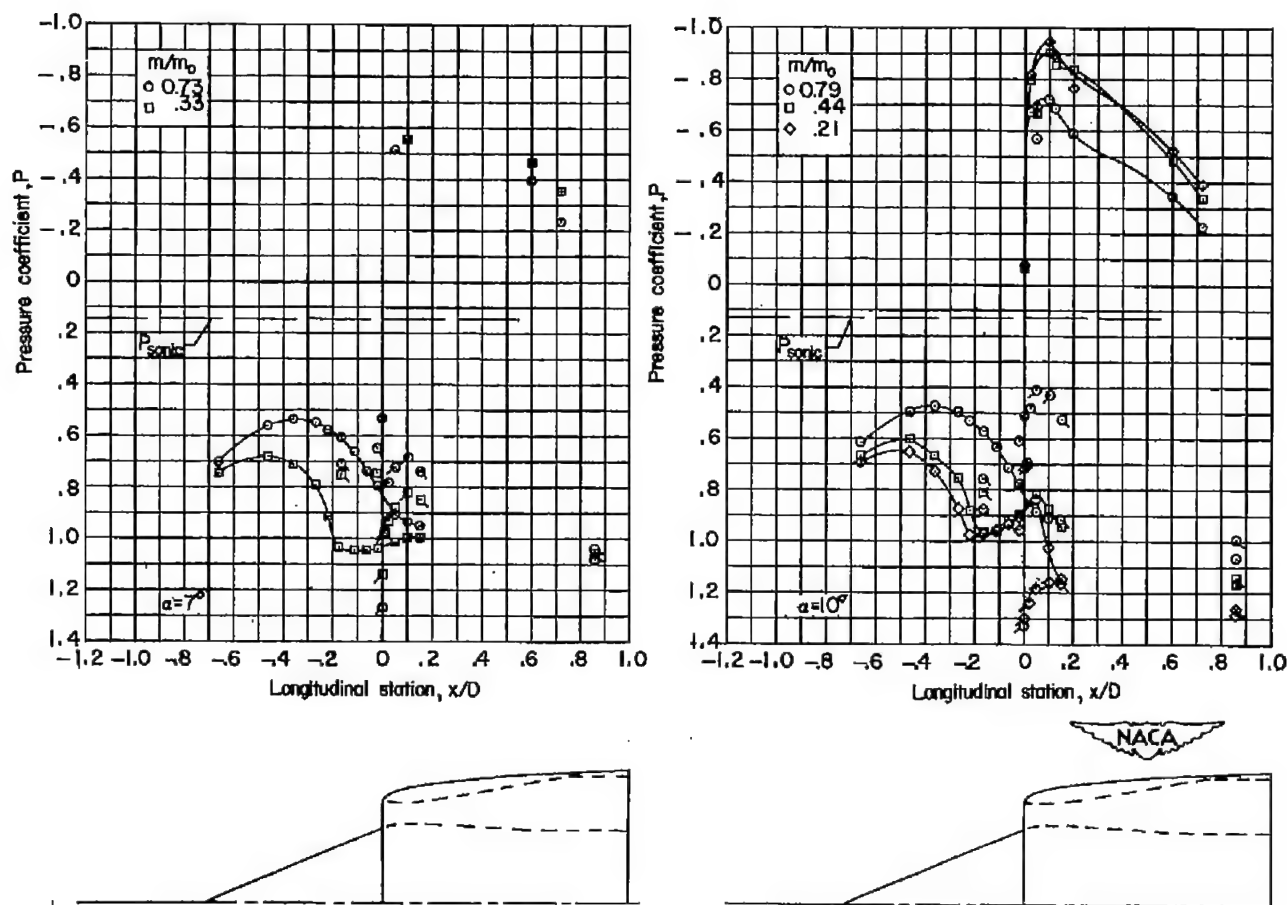 -1.0
-.8
-.6
-.4
-.2
0
.2
.4
.6
.8
1.0
1.2
1.4
Pressure coefficient, P
m/m₀
0.73
.33
P sonic
α=7°
-1.2 -1.0 -.8 -.6 -.4 -.2 0 .2 .4 .6 .8 1.0
Longitudinal station, x/D
-1.0
-.8
-.6
-.4
-.2
0
.2
.4
.6
.8
1.0
1.2
1.4
Pressure coefficient, P
m/m₀
0.79
.44
.21
P sonic
α=10°
-1.2 -1.0 -.8 -.6 -.4 -.2 0 .2 .4 .6 .8 1.0
Longitudinal station, x/D
NACA